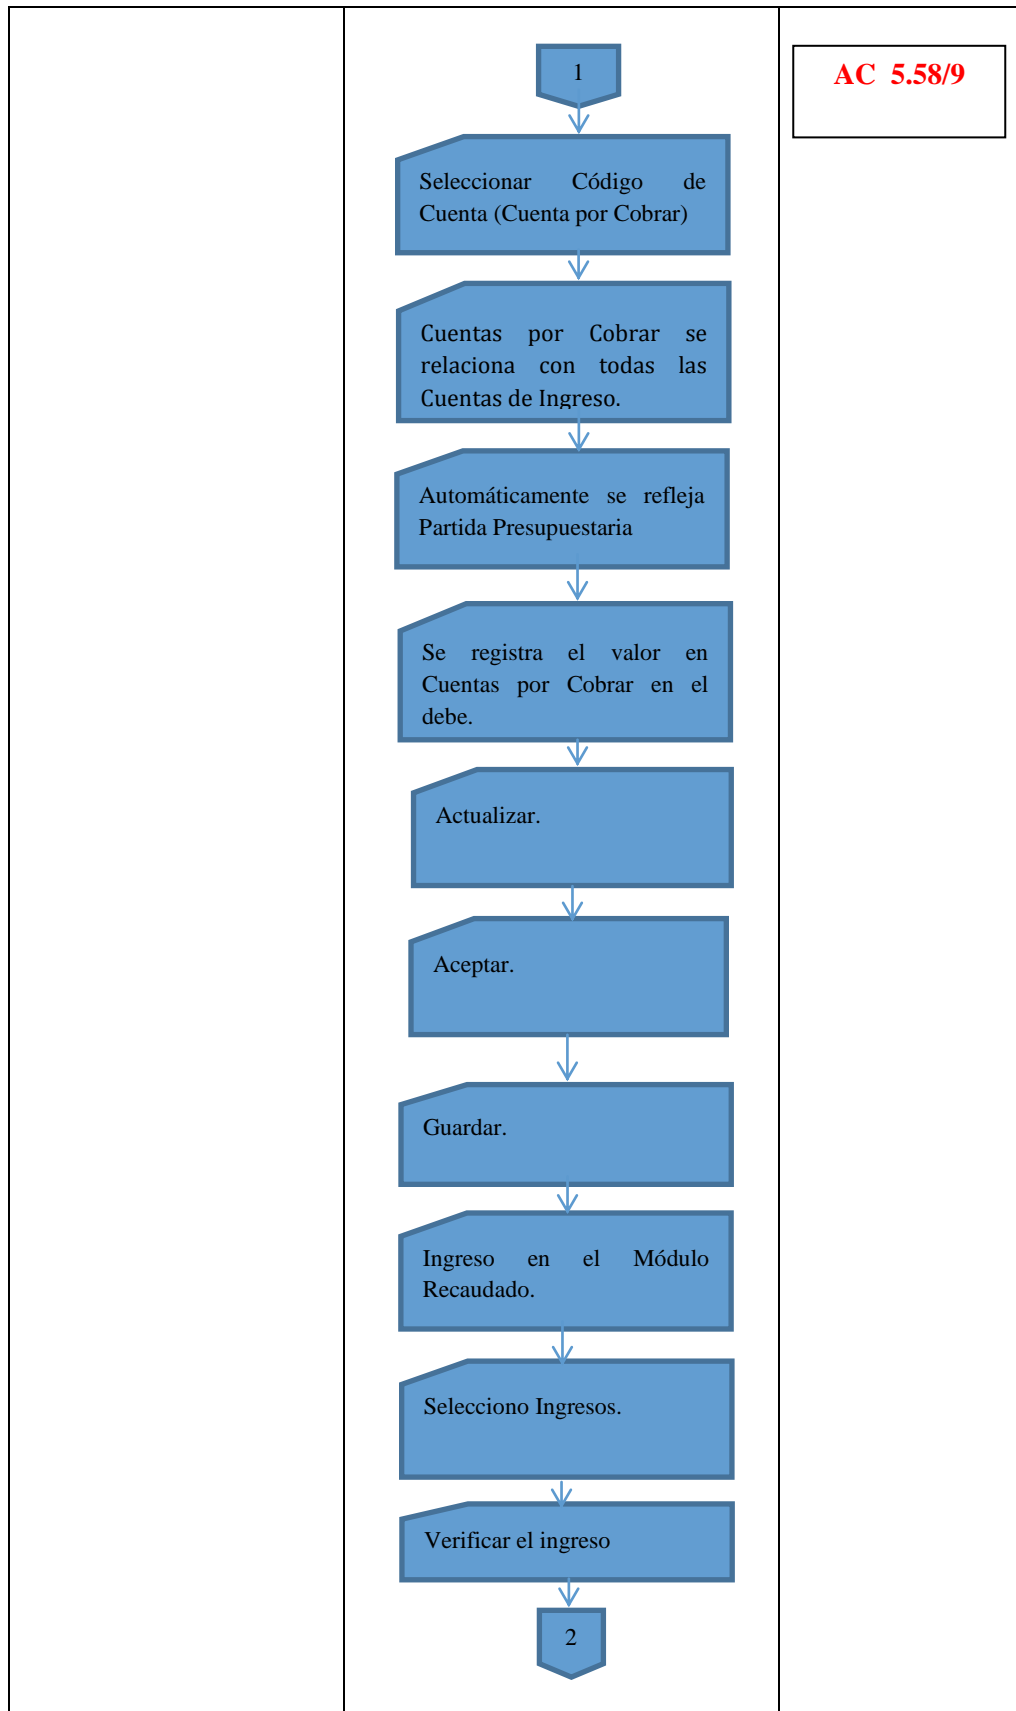 1
AC 5.58/9
Seleccionar Código de
Cuenta (Cuenta por Cobrar)
Cuentas por Cobrar se
relaciona con todas las
Cuentas de Ingreso.
Automáticamente se refleja
Partida Presupuestaria
Se registra el valor en
Cuentas por Cobrar en el
debe.
Actualizar.
Aceptar.
Guardar.
Ingreso en el Módulo
Recaudado.
Selecciono Ingresos.
Verificar el ingreso
2